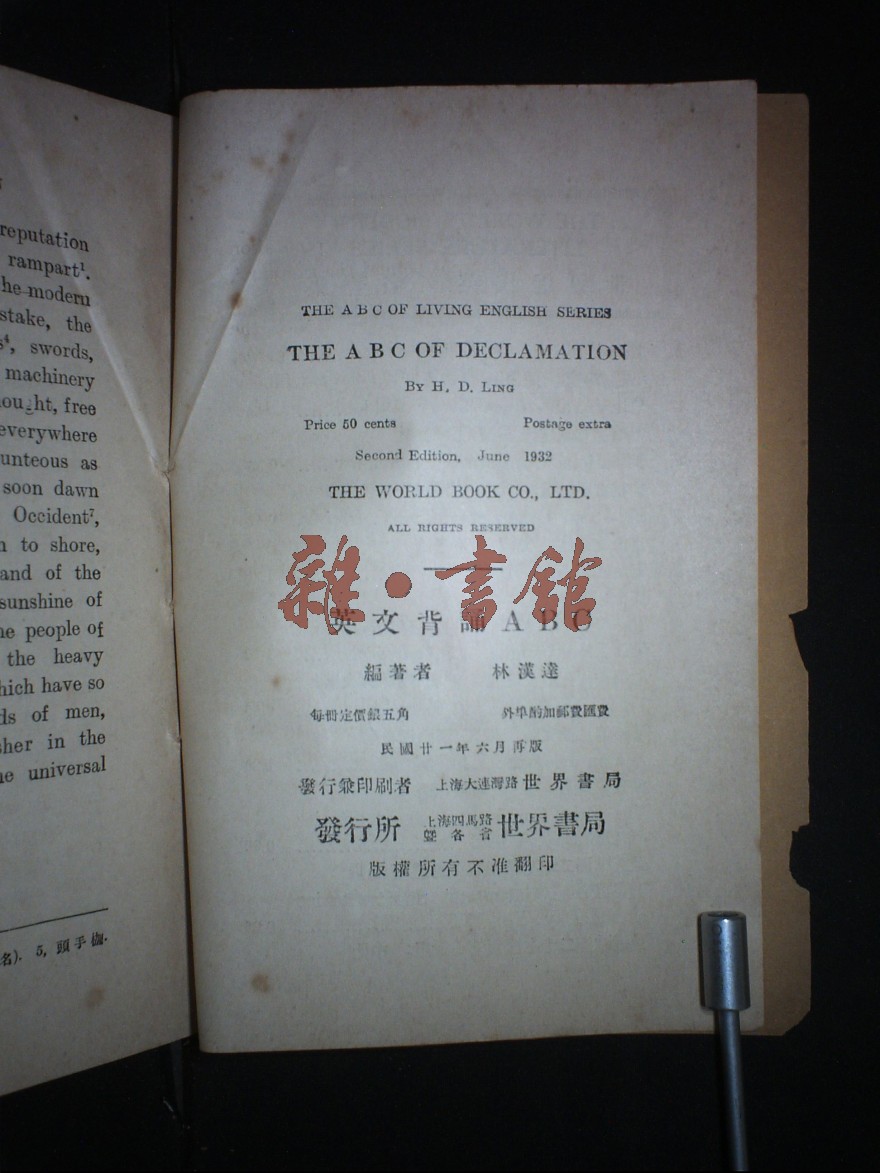 reputation
rampart¹.
the modern
stake, the
swords,
machinery
thought, free
everywhere
unteous as
soon dawn
Occident⁷,
to shore,
and of the
sunshine of
people of
the heavy
which have so
of men,
in the
universal
名). 5, 頭手枷.
THE A B C OF LIVING ENGLISH SERIES
THE A B C OF DECLAMATION
BY H. D. LING
Price 50 cents Postage extra
Second Edition, June 1932
THE WORLD BOOK CO., LTD.
ALL RIGHTS RESERVED
雜·書館
英文背誦 A B C
編著者 林漢達
每冊定價銀五角 外埠酌加郵費匯費
民國廿一年六月再版
發行兼印刷者 上海大連灣路 世界書局
發行所 上海四馬路暨各省 世界書局
版權所有不准翻印